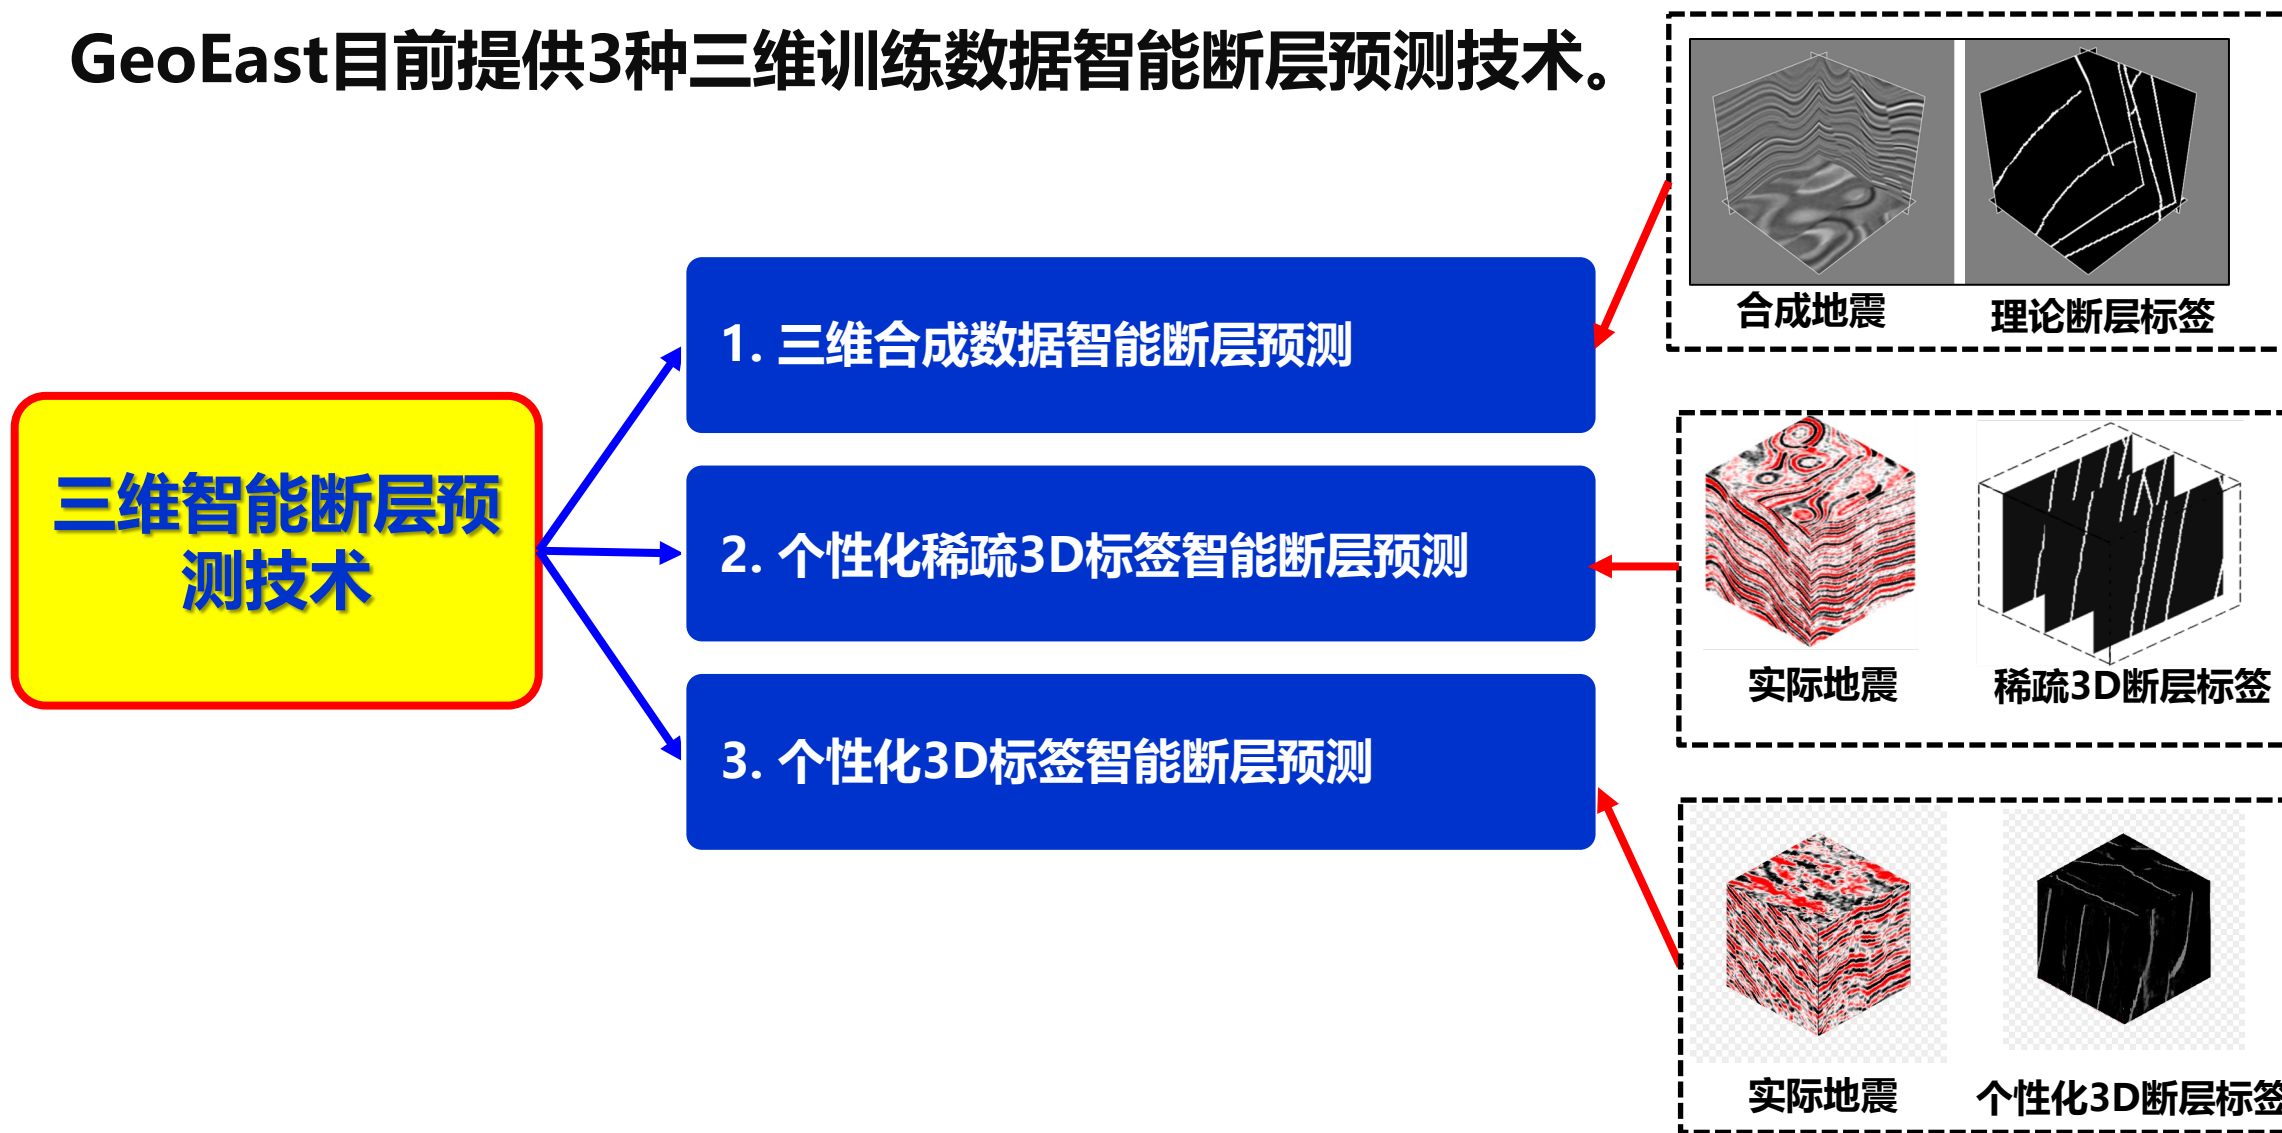 GeoEast目前提供3种三维训练数据智能断层预测技术。
合成地震
理论断层标签
1. 三维合成数据智能断层预测
三维智能断层预
测技术
2. 个性化稀疏3D标签智能断层预测
实际地震
稀疏3D断层标签
3. 个性化3D标签智能断层预测
实际地震
个性化3D断层标签